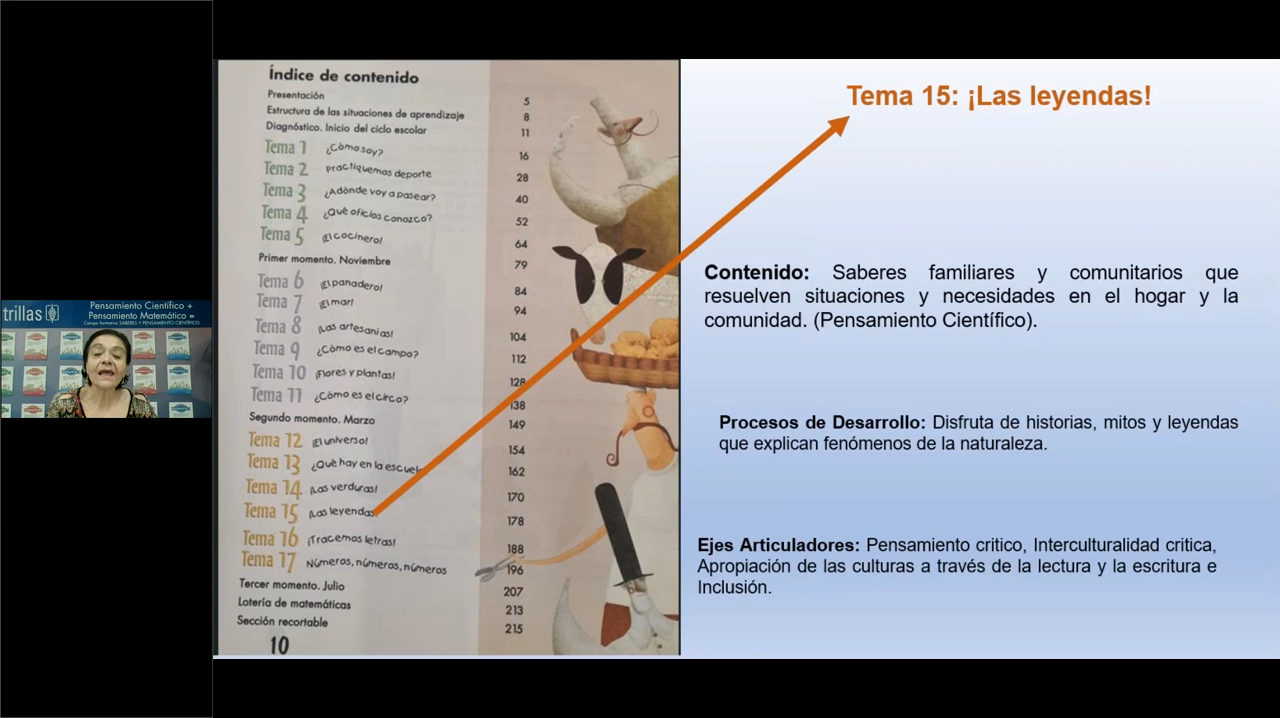 trillas
Pensamiento Científico +
Pensamiento Matemático =
Campo formativo SABERES Y PENSAMIENTO CIENTÍFICO
Índice de contenido
Presentación 5
Estructura de las situaciones de aprendizaje 8
Diagnóstico. Inicio del ciclo escolar 11
Tema 1 ¿Cómo soy? 16
Tema 2 Practiquemos deporte 28
Tema 3 ¿Adónde voy a pasear? 40
Tema 4 ¿Qué oficios conozco? 52
Tema 5 ¡El cocinero! 64
Primer momento. Noviembre 79
Tema 6 ¡El panadero! 84
Tema 7 ¡El mar! 94
Tema 8 ¡Las artesanías! 104
Tema 9 ¿Cómo es el campo? 112
Tema 10 ¡Flores y plantas! 128
Tema 11 ¿Cómo es el circo? 138
Segundo momento. Marzo 149
Tema 12 ¡El universo! 154
Tema 13 ¿Qué hay en la escuela 162
Tema 14 ¡Las verduras! 170
Tema 15 ¡Las leyendas! 178
Tema 16 ¡Tracemos letras! 188
Tema 17 Números, números, números 196
Tercer momento. Julio 207
Lotería de matemáticas 213
Sección recortable 215
10
Tema 15: ¡Las leyendas!
Contenido: Saberes familiares y comunitarios que
resuelven situaciones y necesidades en el hogar y la
comunidad. (Pensamiento Científico).
Procesos de Desarrollo: Disfruta de historias, mitos y leyendas
que explican fenómenos de la naturaleza.
Ejes Articuladores: Pensamiento critico, Interculturalidad critica,
Apropiación de las culturas a través de la lectura y la escritura e
Inclusión.